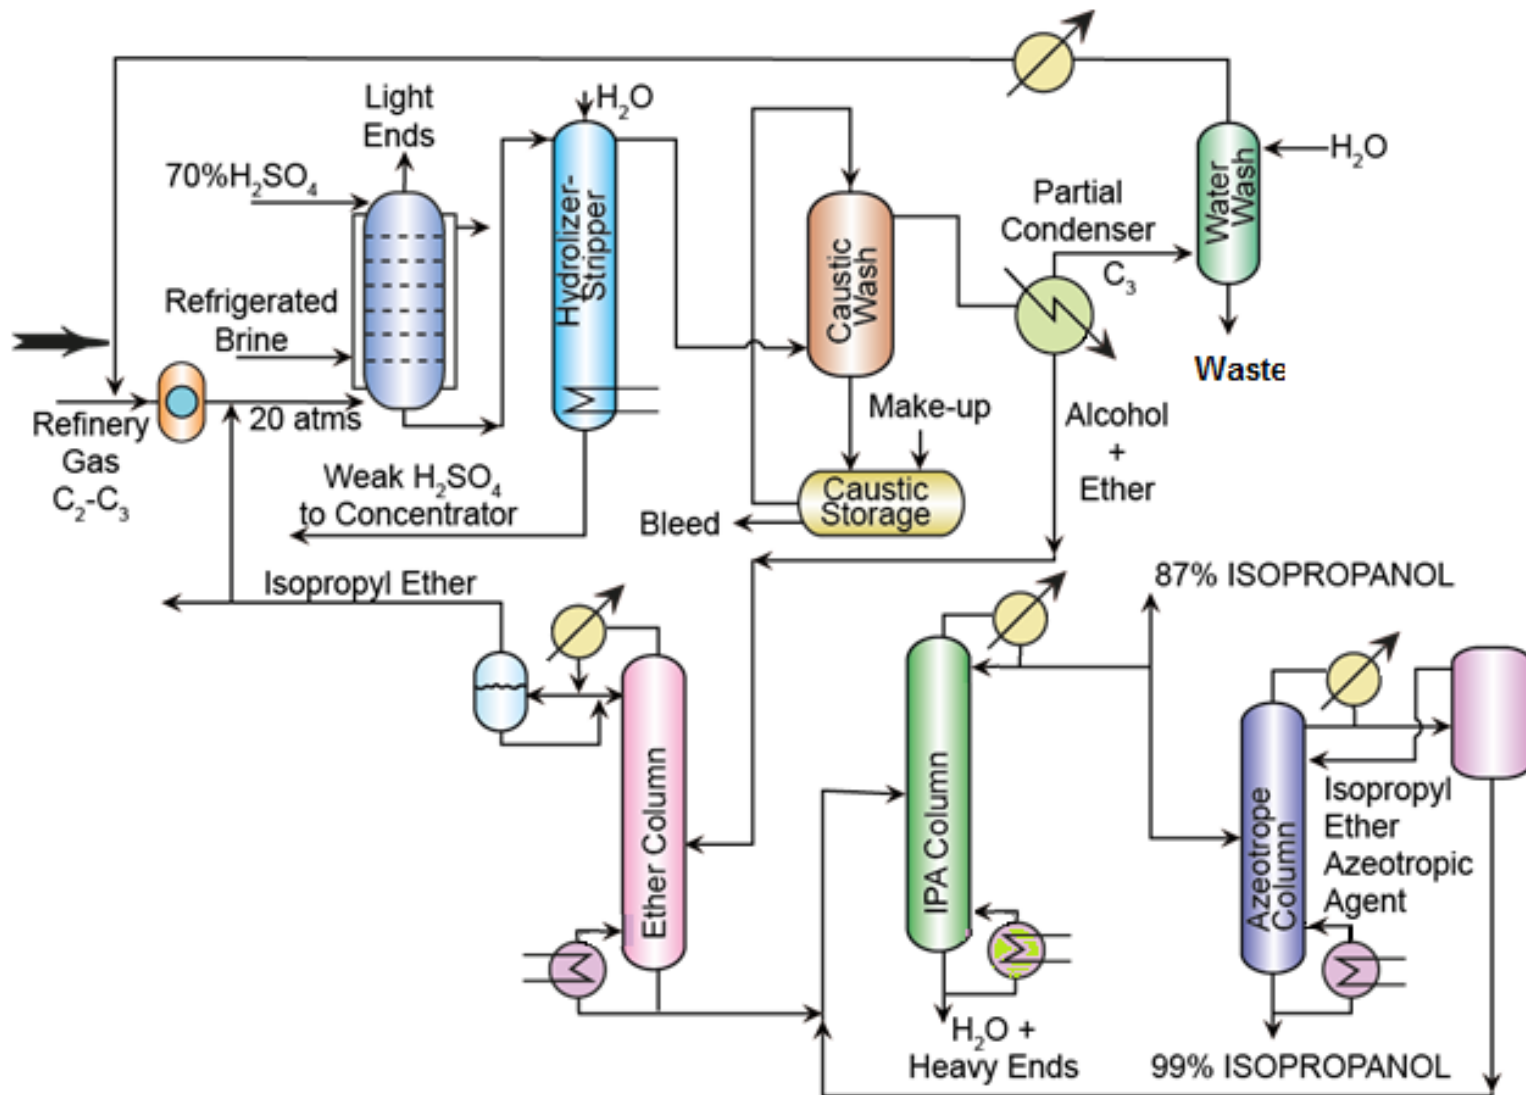 Light
Ends
H₂O
70%H₂SO₄
Hydrolizer-
Stripper
Refrigerated
Brine
Caustic
Wash
Partial
Condenser
C₃
Water
Wash
H₂O
Waste
Refinery
Gas
C₂-C₃
20 atms
Make-up
Alcohol
+
Ether
Weak H₂SO₄
to Concentrator
Caustic
Storage
Bleed
Isopropyl Ether
87% ISOPROPANOL
Ether Column
IPA Column
Azeotrope
Column
Isopropyl
Ether
Azeotropic
Agent
H₂O +
Heavy Ends
99% ISOPROPANOL